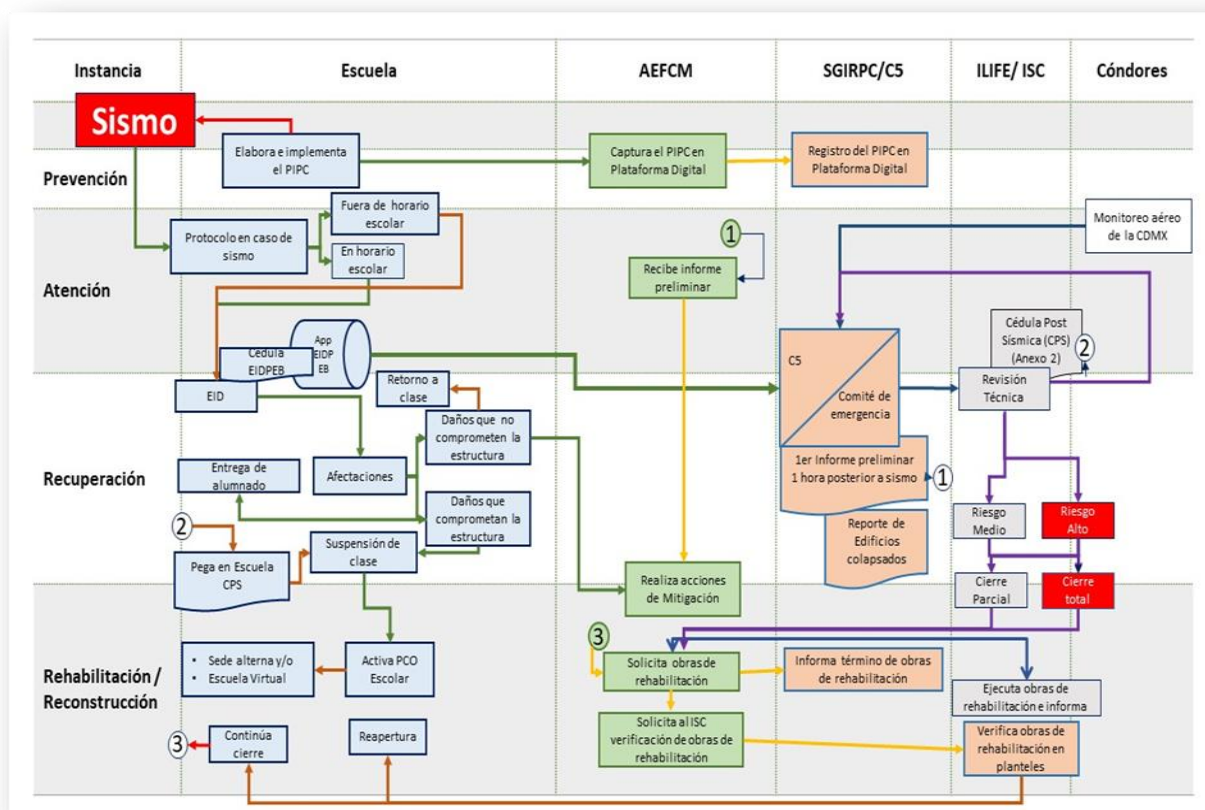 Instancia
Escuela
AEFCM
SGIRPC/C5
ILIFE/ ISC
Cóndores
Sismo
Prevención
Elabora e implementa
el PIPC
Captura el PIPC en
Plataforma Digital
Registro del PIPC en
Plataforma Digital
Atención
Protocolo en caso de
sismo
Fuera de horario
escolar
En horario
escolar
1
Recibe informe
preliminar
Monitoreo aéreo
de la CDMX
Cédula
EIDPEB
App
EIDP
EB
C5
Comité de
emergencia
Cédula Post
Sísmica (CPS)
(Anexo 2)
2
Revisión
Técnica
Recuperación
EID
Retorno a
clase
Daños que no
comprometen la
estructura
Afectaciones
Entrega de
alumnado
Daños que
comprometan la
estructura
2
Pega en Escuela
CPS
Suspensión de
clase
1er Informe preliminar
1 hora posterior a sismo
1
Reporte de
Edificios
colapsados
Riesgo
Medio
Riesgo
Alto
Realiza acciones
de Mitigación
Cierre
Parcial
Cierre
total
Rehabilitación /
Reconstrucción
• Sede alterna y/o
• Escuela Virtual
Activa PCO
Escolar
3
Solicita obras de
rehabilitación
Informa término de obras
de rehabilitación
Ejecuta obras de
rehabilitación e informa
3
Continúa
cierre
Reapertura
Solicita al ISC
verificación de obras de
rehabilitación
Verifica obras de
rehabilitación en
planteles